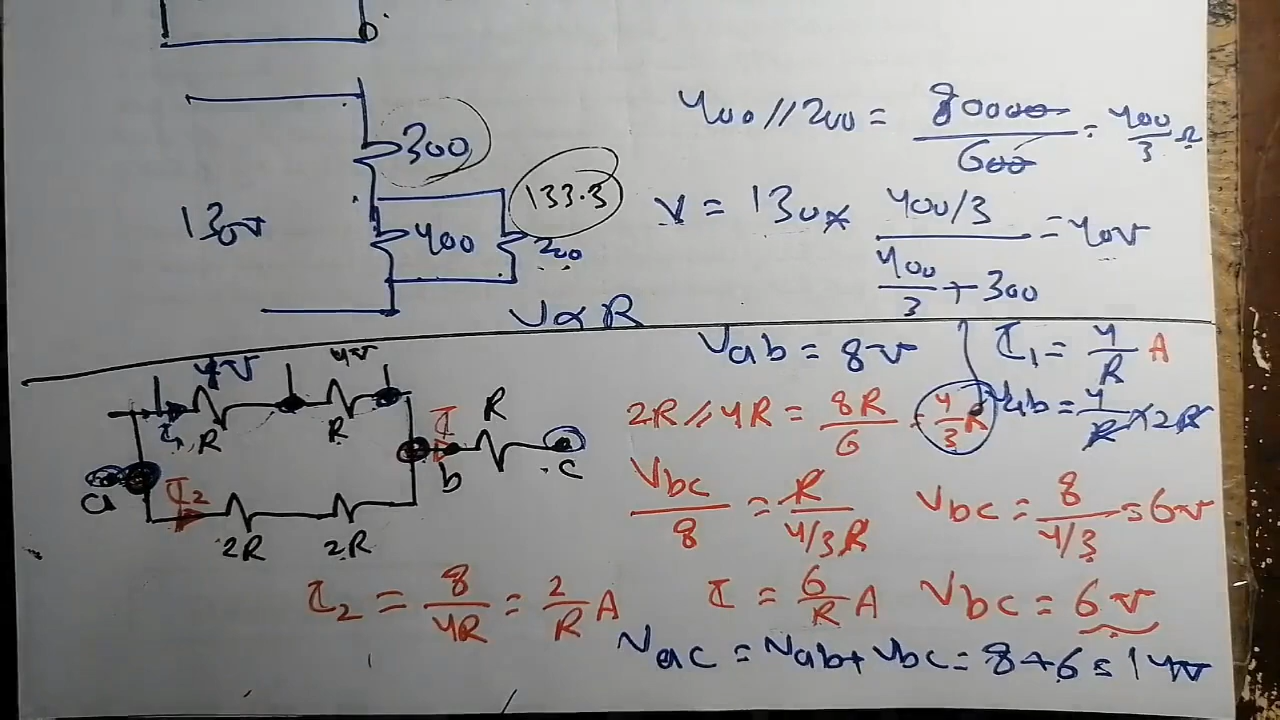 b
300
400//200 = 80000/600 = 400/3 Ω
133.3
130v
400
200
V = 130 * (400/3)/(400/3 + 300) = 40v
V∝R
Vab = 8v
I1 = 4/R A
4v
4v
I1
R
R
I
R
2R//4R = 8R/6 = 4/3 R
Vab = 4/R × 2R
a
b
c
I2
2R
2R
Vbc/8 = R/(4/3 R)
Vbc = 8/(4/3) = 6v
I2 = 8/4R = 2/R A
I = 6/R A
Vbc = 6v
Vac = Vab + Vbc = 8 + 6 = 14v